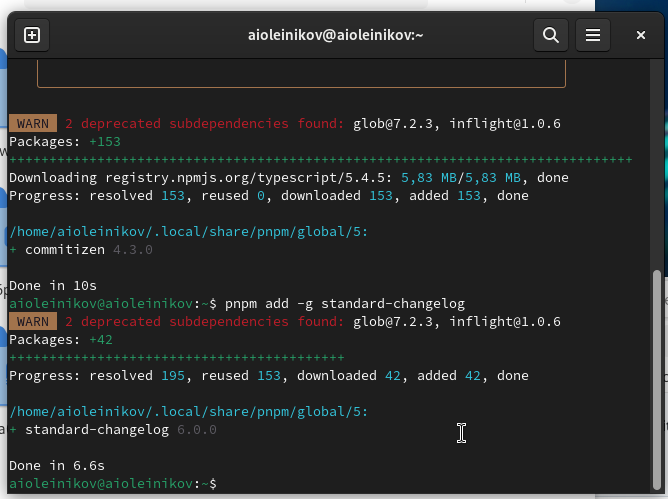 aioleinikov@aioleinikov:~
WARN 2 deprecated subdependencies found: glob@7.2.3, inflight@1.0.6
Packages: +153
+++++++++++++++++++++++++++++++++++++++++++++++++++++++++++++++++++++++++++++
Downloading registry.npmjs.org/typescript/5.4.5: 5,83 MB/5,83 MB, done
Progress: resolved 153, reused 0, downloaded 153, added 153, done
/home/aioleinikov/.local/share/pnpm/global/5:
+ commitizen 4.3.0
Done in 10s
aioleinikov@aioleinikov:~$ pnpm add -g standard-changelog
WARN 2 deprecated subdependencies found: glob@7.2.3, inflight@1.0.6
Packages: +42
++++++++++++++++++++++++++++++++++++++++++
Progress: resolved 195, reused 153, downloaded 42, added 42, done
/home/aioleinikov/.local/share/pnpm/global/5:
+ standard-changelog 6.0.0
Done in 6.6s
aioleinikov@aioleinikov:~$